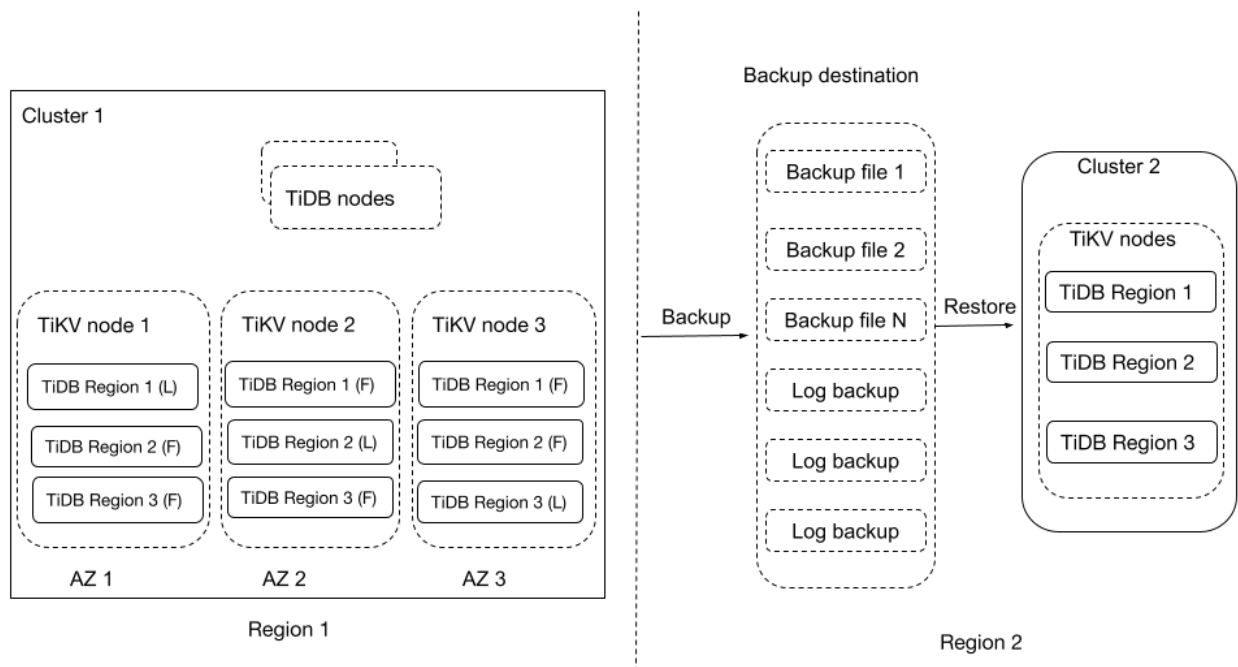 Cluster 1
TiDB nodes
TiKV node 1
TiDB Region 1 (L)
TiDB Region 2 (F)
TiDB Region 3 (F)
AZ 1
TiKV node 2
TiDB Region 1 (F)
TiDB Region 2 (L)
TiDB Region 3 (F)
AZ 2
TiKV node 3
TiDB Region 1 (F)
TiDB Region 2 (F)
TiDB Region 3 (L)
AZ 3
Region 1
Backup
Backup destination
Backup file 1
Backup file 2
Backup file N
Log backup
Log backup
Log backup
Restore
Cluster 2
TiKV nodes
TiDB Region 1
TiDB Region 2
TiDB Region 3
Region 2